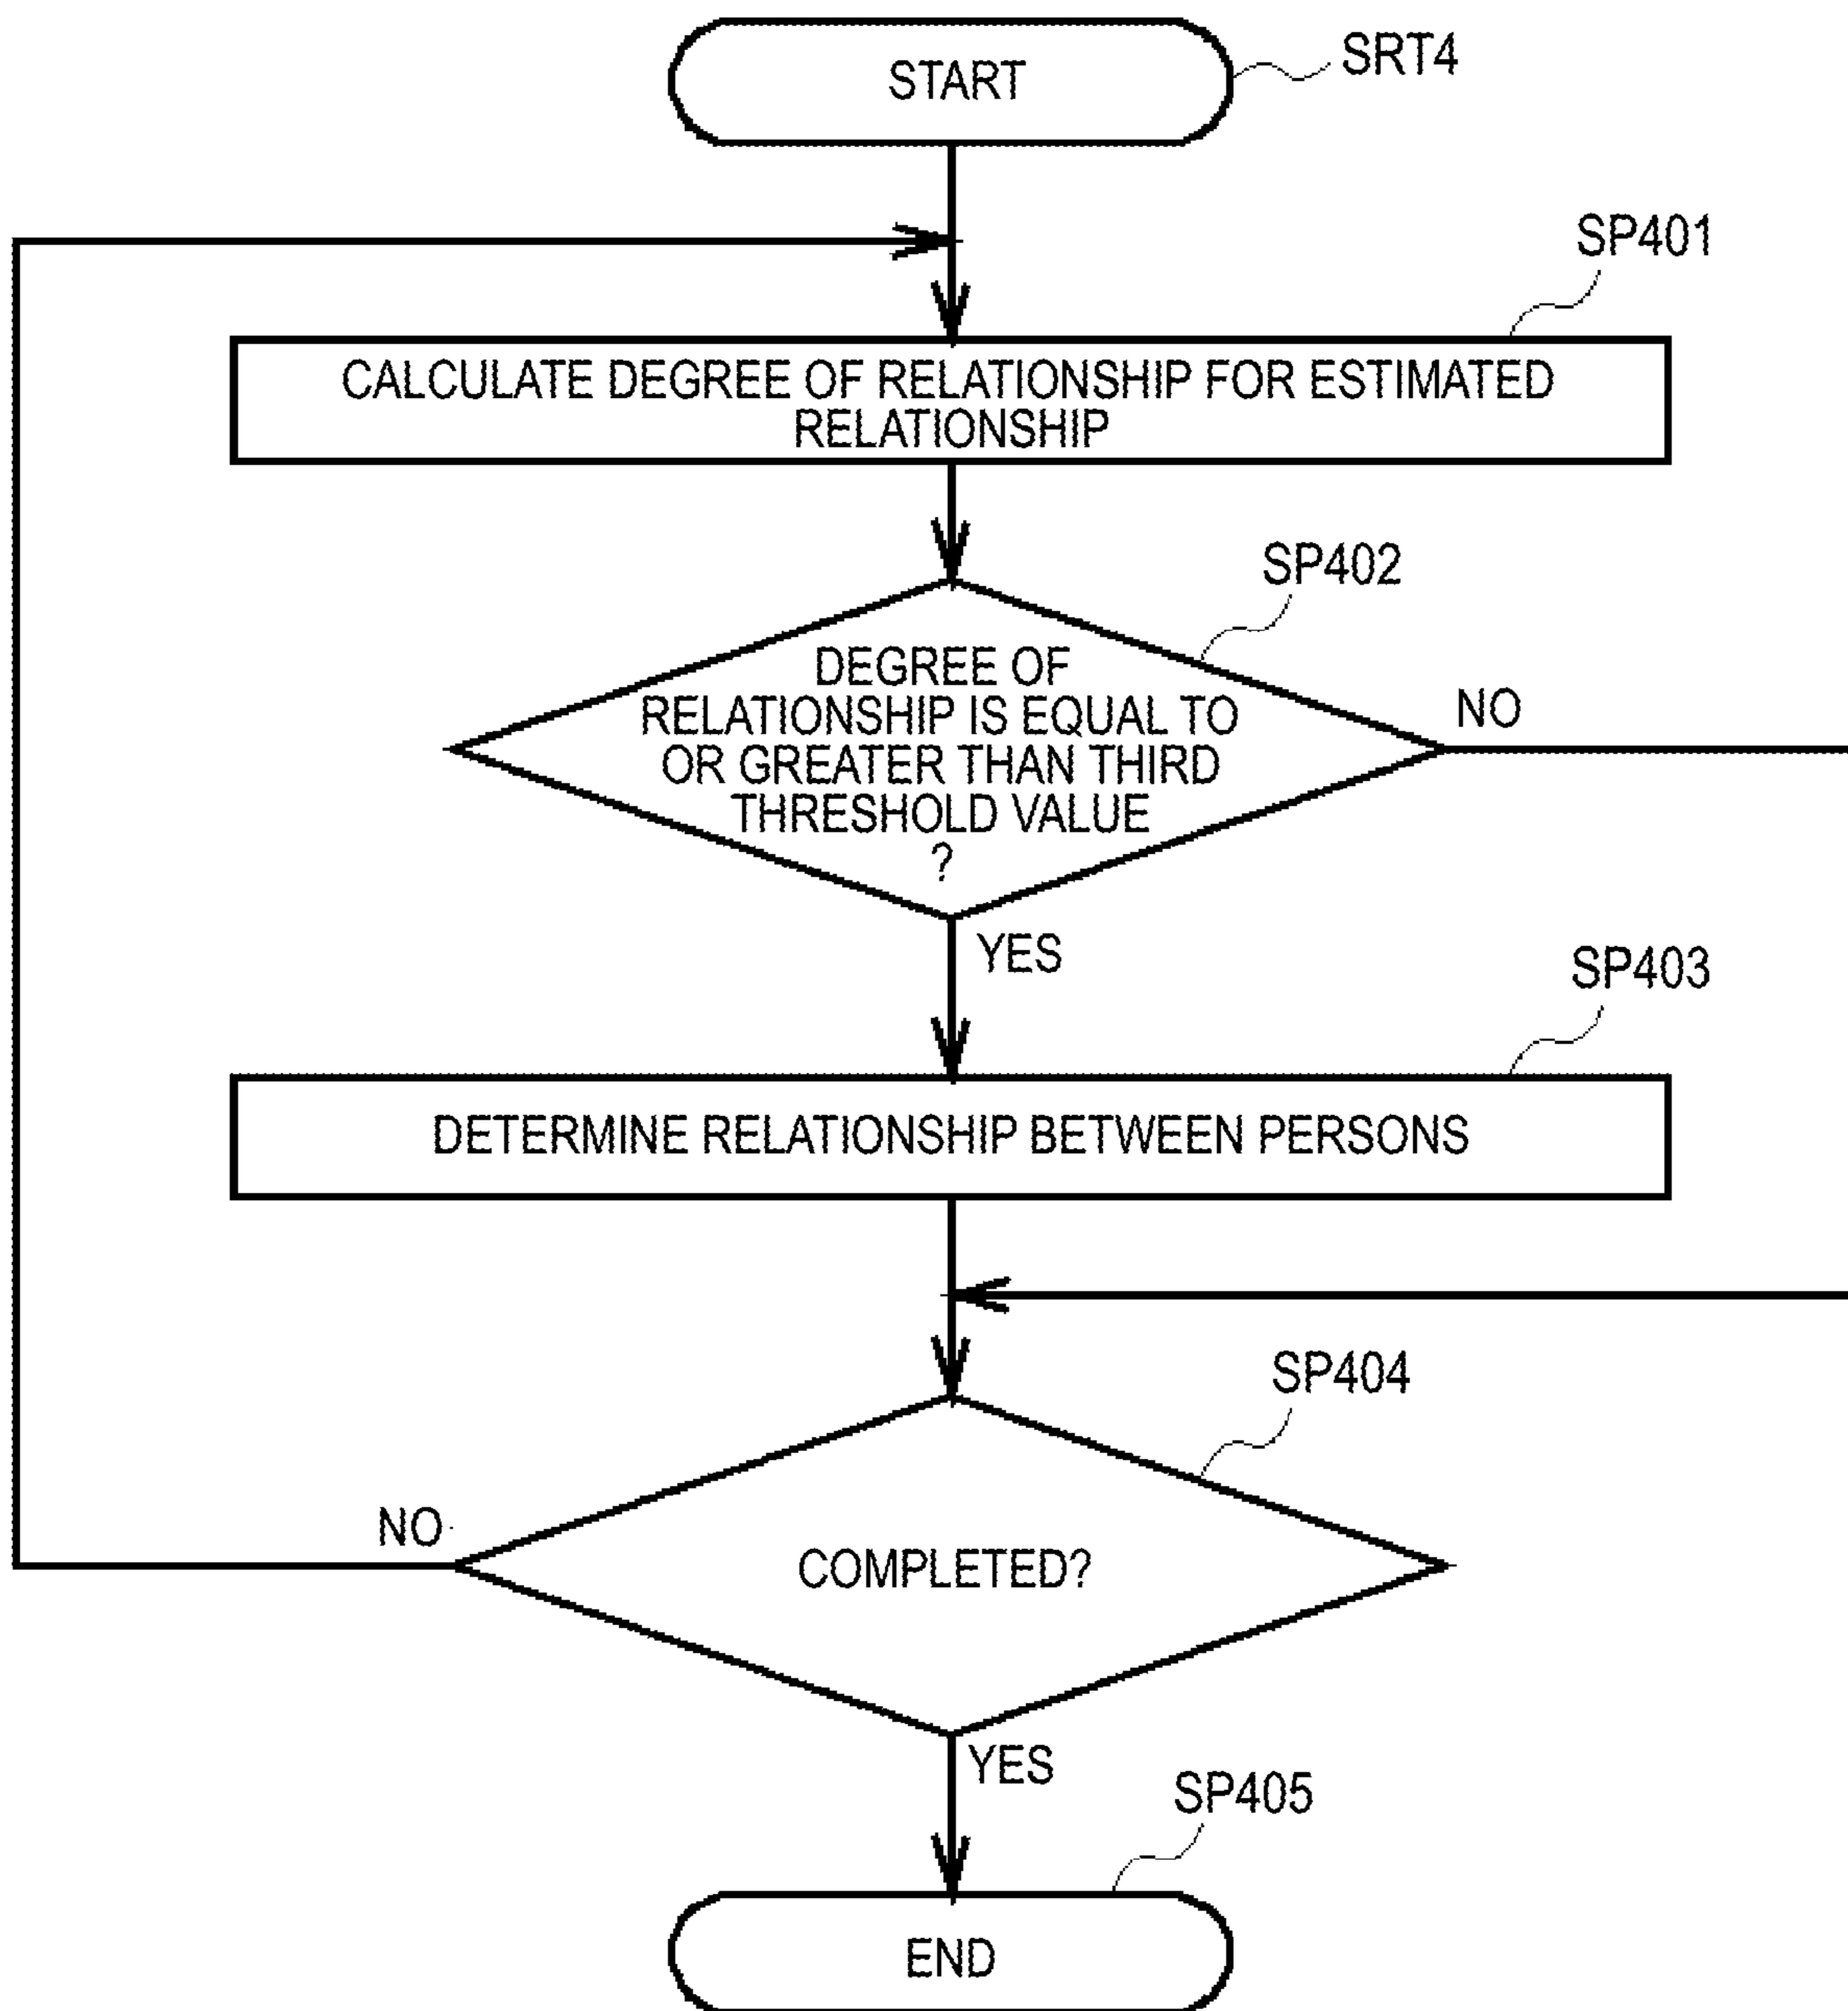 START
SRT4
SP401
CALCULATE DEGREE OF RELATIONSHIP FOR ESTIMATED
RELATIONSHIP
SP402
DEGREE OF
RELATIONSHIP IS EQUAL TO
OR GREATER THAN THIRD
THRESHOLD VALUE
?
NO
YES
SP403
DETERMINE RELATIONSHIP BETWEEN PERSONS
SP404
NO
COMPLETED?
YES
SP405
END